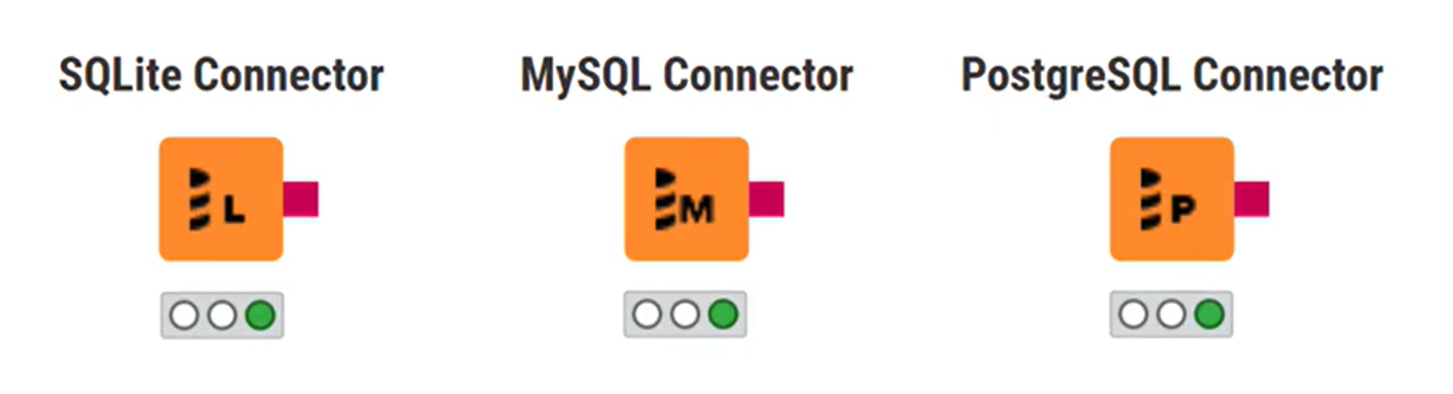 SQLite Connector
MySQL Connector
PostgreSQL Connector
L
M
P